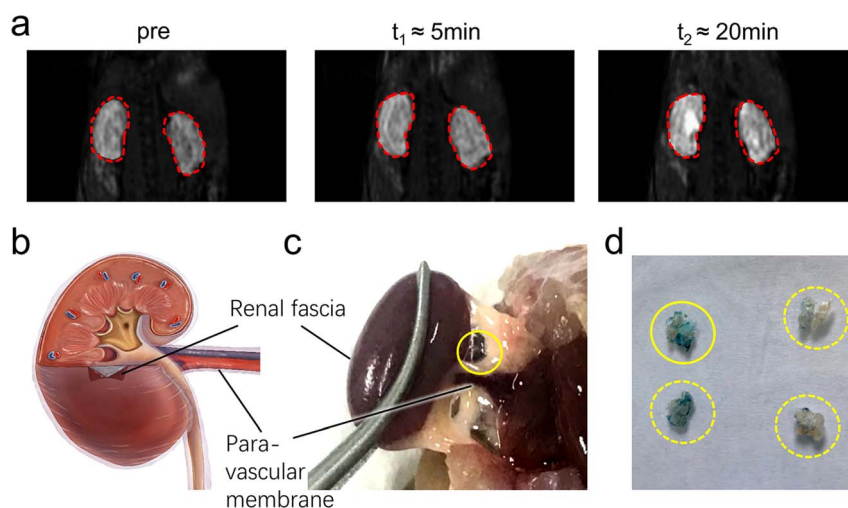 a
pre
t₁ ≈ 5min
t₂ ≈ 20min
b
c
d
Renal fascia
Para-
vascular
membrane